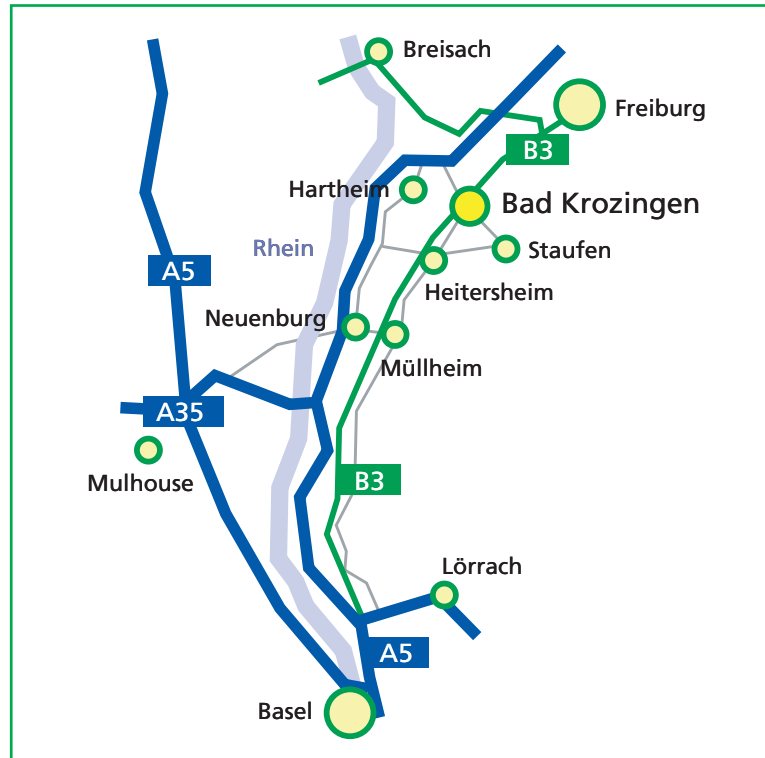 Breisach
Freiburg
B3
Hartheim
Bad Krozingen
Rhein
Staufen
A5
Heitersheim
Neuenburg
Müllheim
A35
Mulhouse
B3
Lörrach
A5
Basel